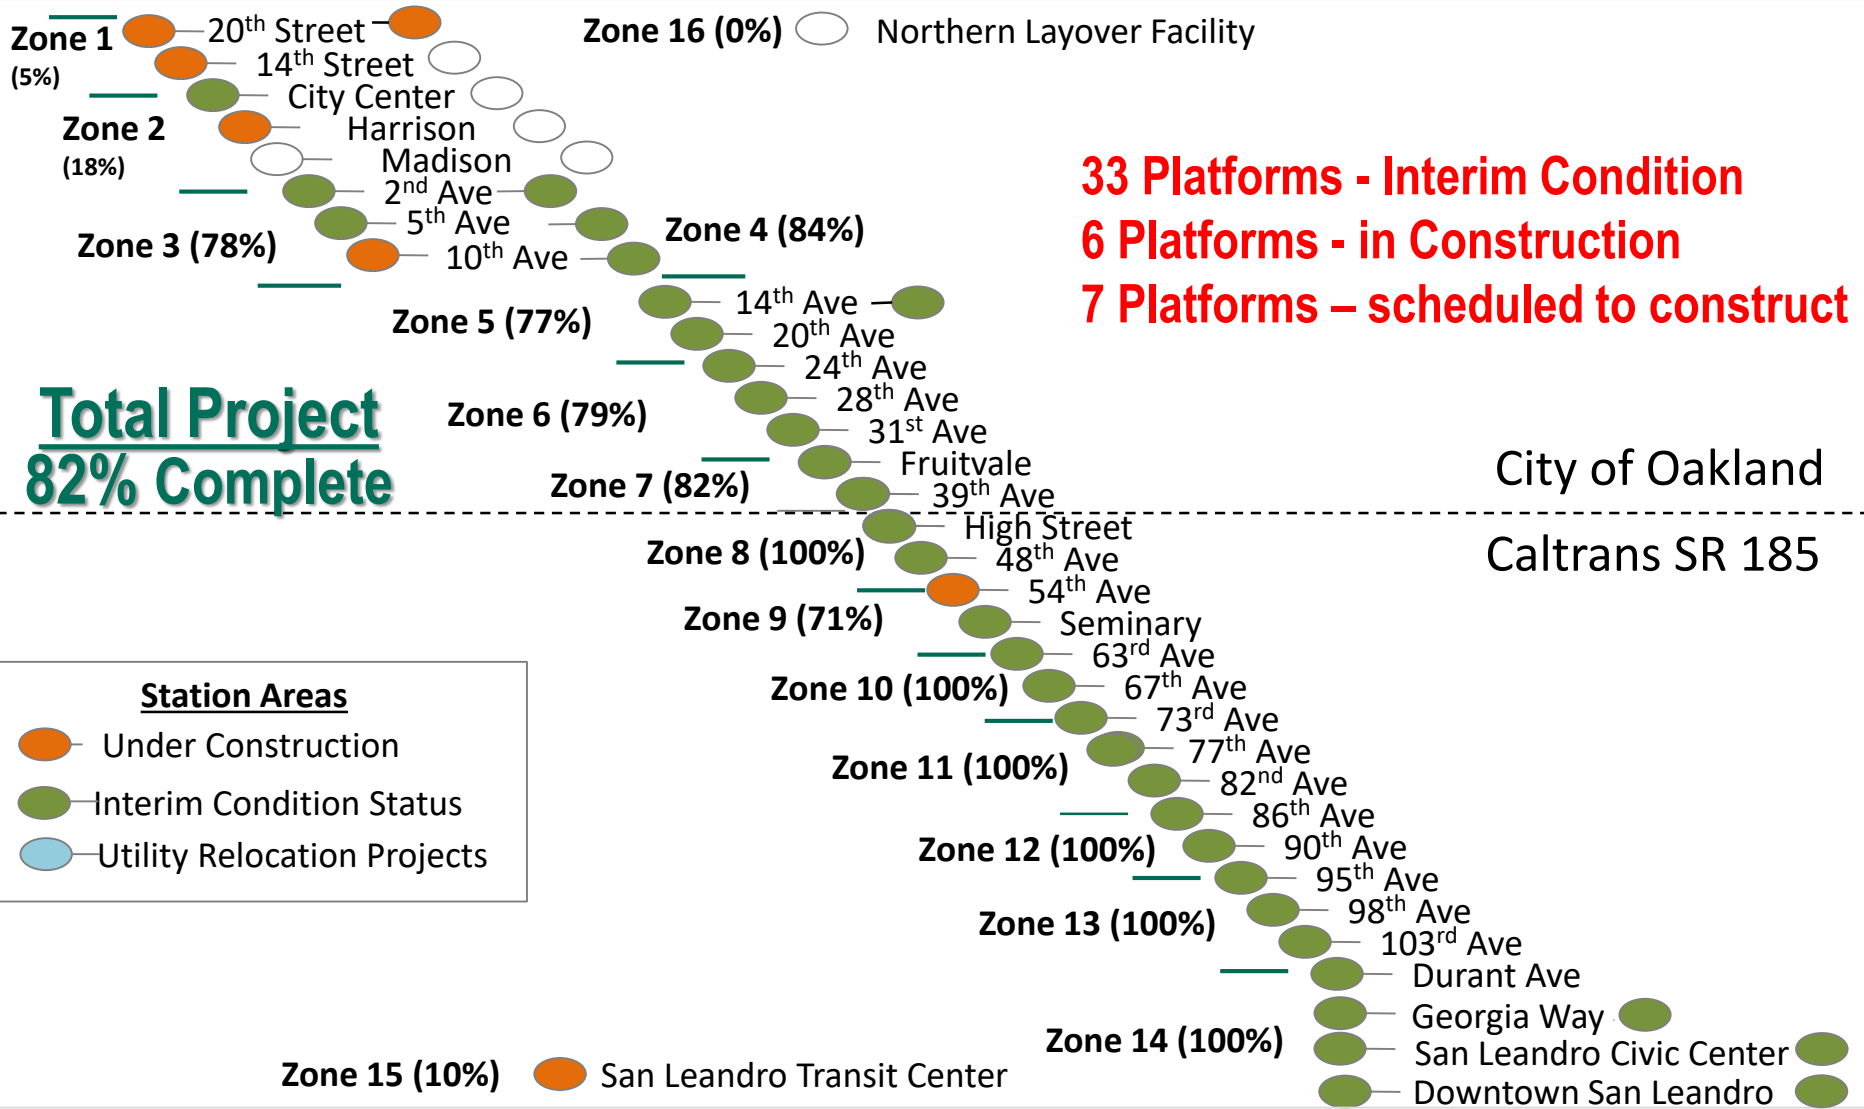 Zone 1
(5%)
20th Street
Zone 16 (0%)
Northern Layover Facility
14th Street
City Center
Zone 2
(18%)
Harrison
Madison
2nd Ave
33 Platforms - Interim Condition
6 Platforms - in Construction
7 Platforms – scheduled to construct
Zone 3 (78%)
5th Ave
Zone 4 (84%)
10th Ave
14th Ave
Zone 5 (77%)
20th Ave
24th Ave
28th Ave
Zone 6 (79%)
31st Ave
Total Project
82% Complete
Fruitvale
City of Oakland
Zone 7 (82%)
39th Ave
High Street
Caltrans SR 185
Zone 8 (100%)
48th Ave
54th Ave
Zone 9 (71%)
Seminary
63rd Ave
Zone 10 (100%)
67th Ave
73rd Ave
77th Ave
Zone 11 (100%)
82nd Ave
86th Ave
Zone 12 (100%)
90th Ave
95th Ave
98th Ave
Zone 13 (100%)
103rd Ave
Durant Ave
Georgia Way
Zone 14 (100%)
San Leandro Civic Center
Downtown San Leandro
Station Areas
Under Construction
Interim Condition Status
Utility Relocation Projects
Zone 15 (10%)
San Leandro Transit Center